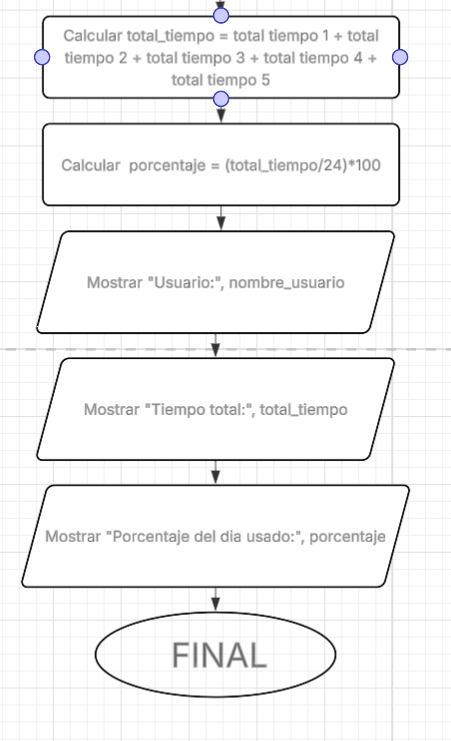 Calcular total_tiempo = total tiempo 1 + total
tiempo 2 + total tiempo 3 + total tiempo 4 +
total tiempo 5
Calcular  porcentaje = (total_tiempo/24)*100
Mostrar "Usuario:", nombre_usuario
Mostrar "Tiempo total:", total_tiempo
Mostrar "Porcentaje del dia usado:", porcentaje
FINAL